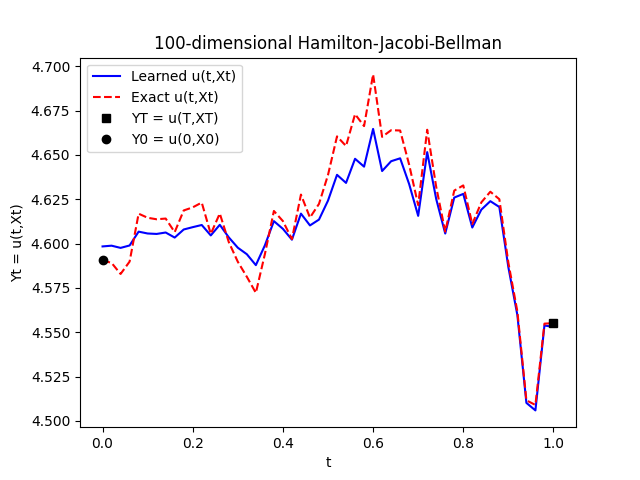 100-dimensional Hamilton-Jacobi-Bellman
Learned u(t,Xt)
Exact u(t,Xt)
YT = u(T,XT)
Y0 = u(0,X0)
Yt = u(t,Xt)
4.700
4.675
4.650
4.625
4.600
4.575
4.550
4.525
4.500
0.0 0.2 0.4 0.6 0.8 1.0
t